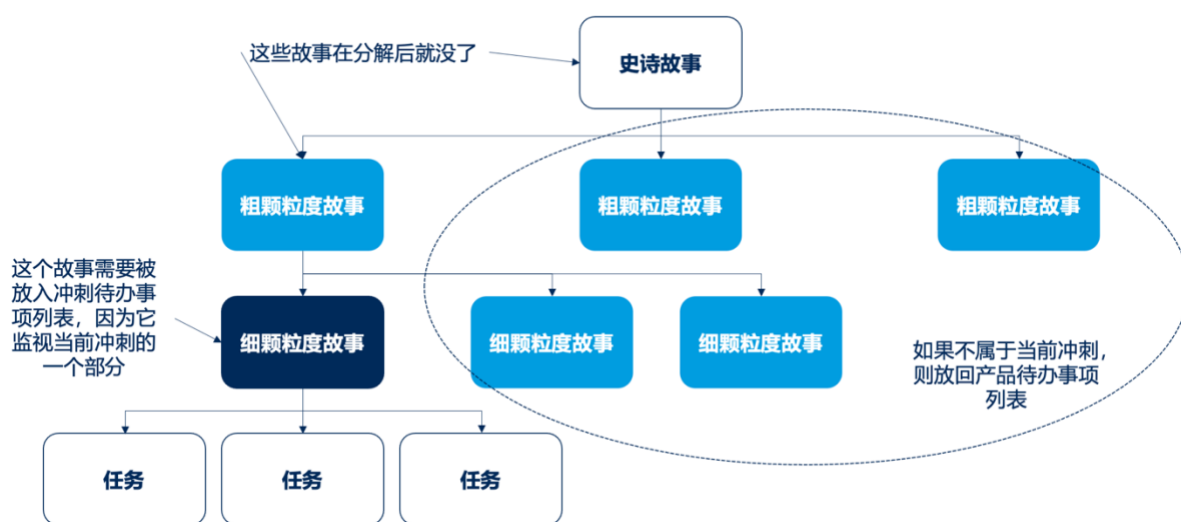 这些故事在分解后就没了
史诗故事
粗颗粒度故事
粗颗粒度故事
粗颗粒度故事
这个故事需要被
放入冲刺待办事
项列表，因为它
监视当前冲刺的
一个部分
细颗粒度故事
细颗粒度故事
细颗粒度故事
如果不属于当前冲刺，
则放回产品待办事项
列表
任务
任务
任务